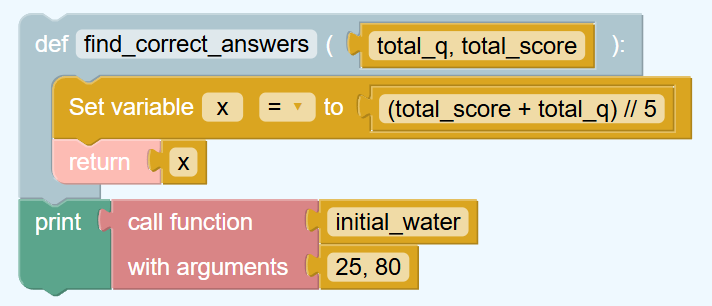 def find_correct_answers ( total_q, total_score ):
Set variable x = to (total_score + total_q) // 5
return x
print call function initial_water
with arguments 25, 80